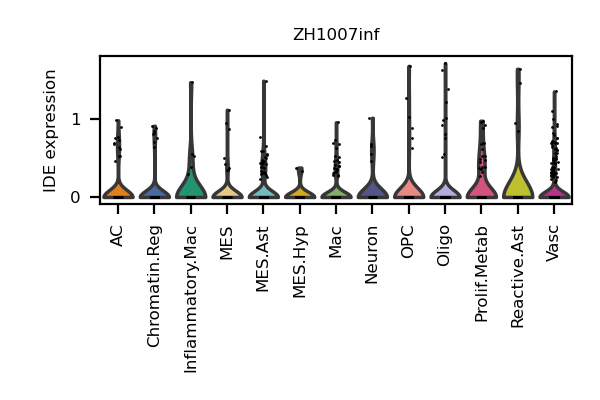 ZH1007inf
IDE expression
1
0
AC
Chromatin.Reg
Inflammatory.Mac
MES
MES.Ast
MES.Hyp
Mac
Neuron
OPC
Oligo
Prolif.Metab
Reactive.Ast
Vasc